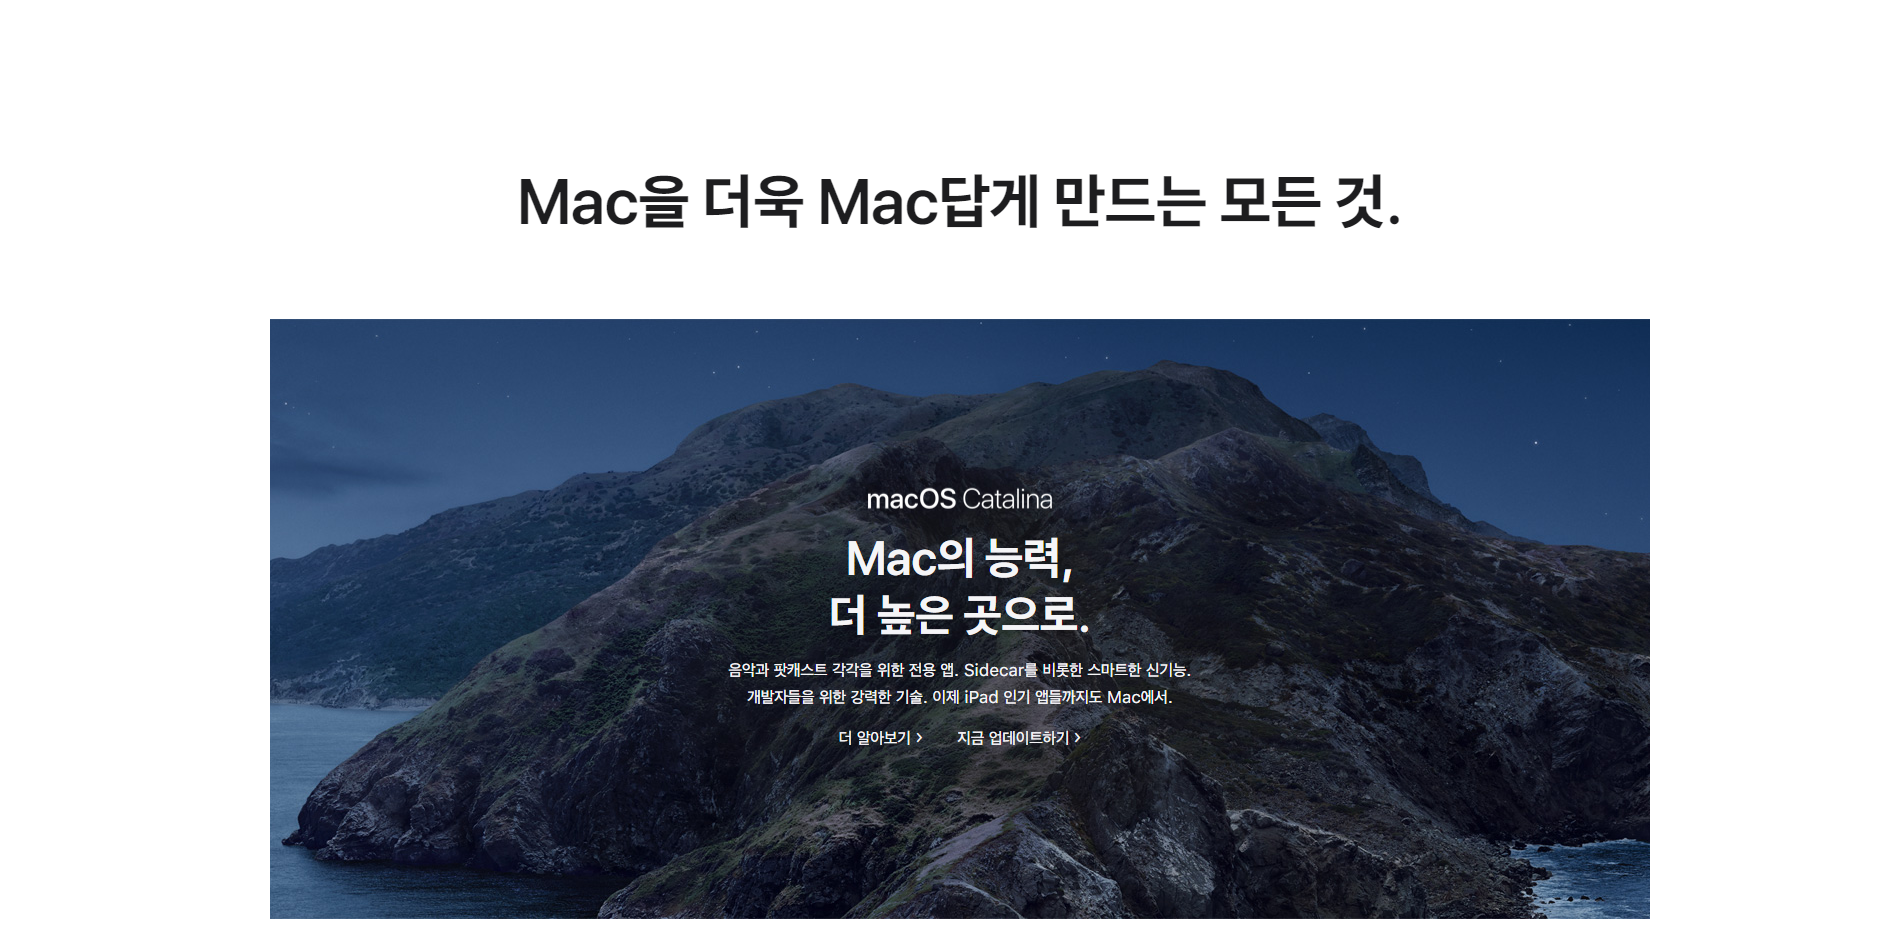 Mac을 더욱 Mac답게 만드는 모든 것.
macOS Catalina
Mac의 능력,
더 높은 곳으로.
음악과 팟캐스트 각각을 위한 전용 앱. Sidecar를 비롯한 스마트한 신기능.
개발자들을 위한 강력한 기술. 이제 iPad 인기 앱들까지도 Mac에서.
더 알아보기 > 지금 업데이트하기 >